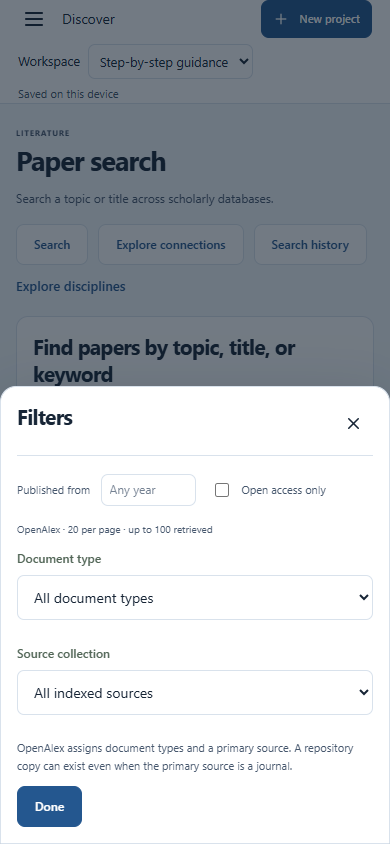 Discover
+ New project
Workspace
Step-by-step guidance
Saved on this device
LITERATURE
Paper search
Search a topic or title across scholarly databases.
Search
Explore connections
Search history
Explore disciplines
Find papers by topic, title, or
keyword
Filters
Published from
Any year
Open access only
OpenAlex · 20 per page · up to 100 retrieved
Document type
All document types
Source collection
All indexed sources
OpenAlex assigns document types and a primary source. A repository
copy can exist even when the primary source is a journal.
Done